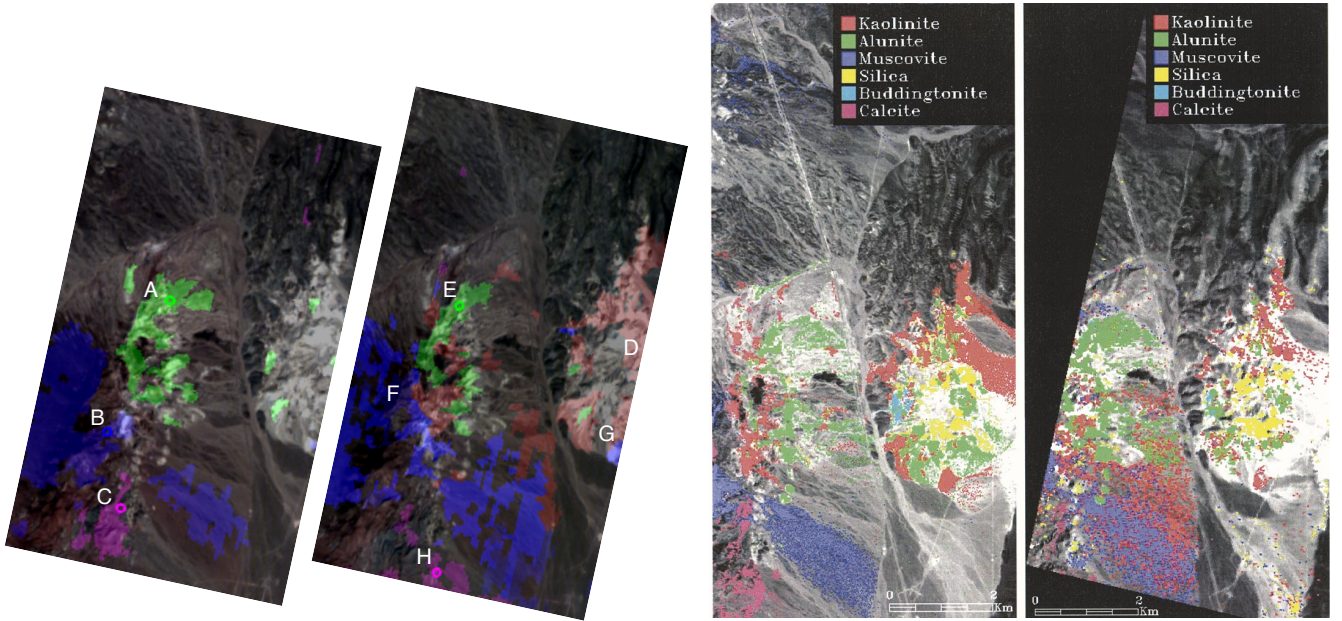 A
B
C
D
E
F
G
H
Kaolinite
Alunite
Muscovite
Silica
Buddingtonite
Calcite
0 2
Km
Kaolinite
Alunite
Muscovite
Silica
Buddingtonite
Calcite
0 2
Km